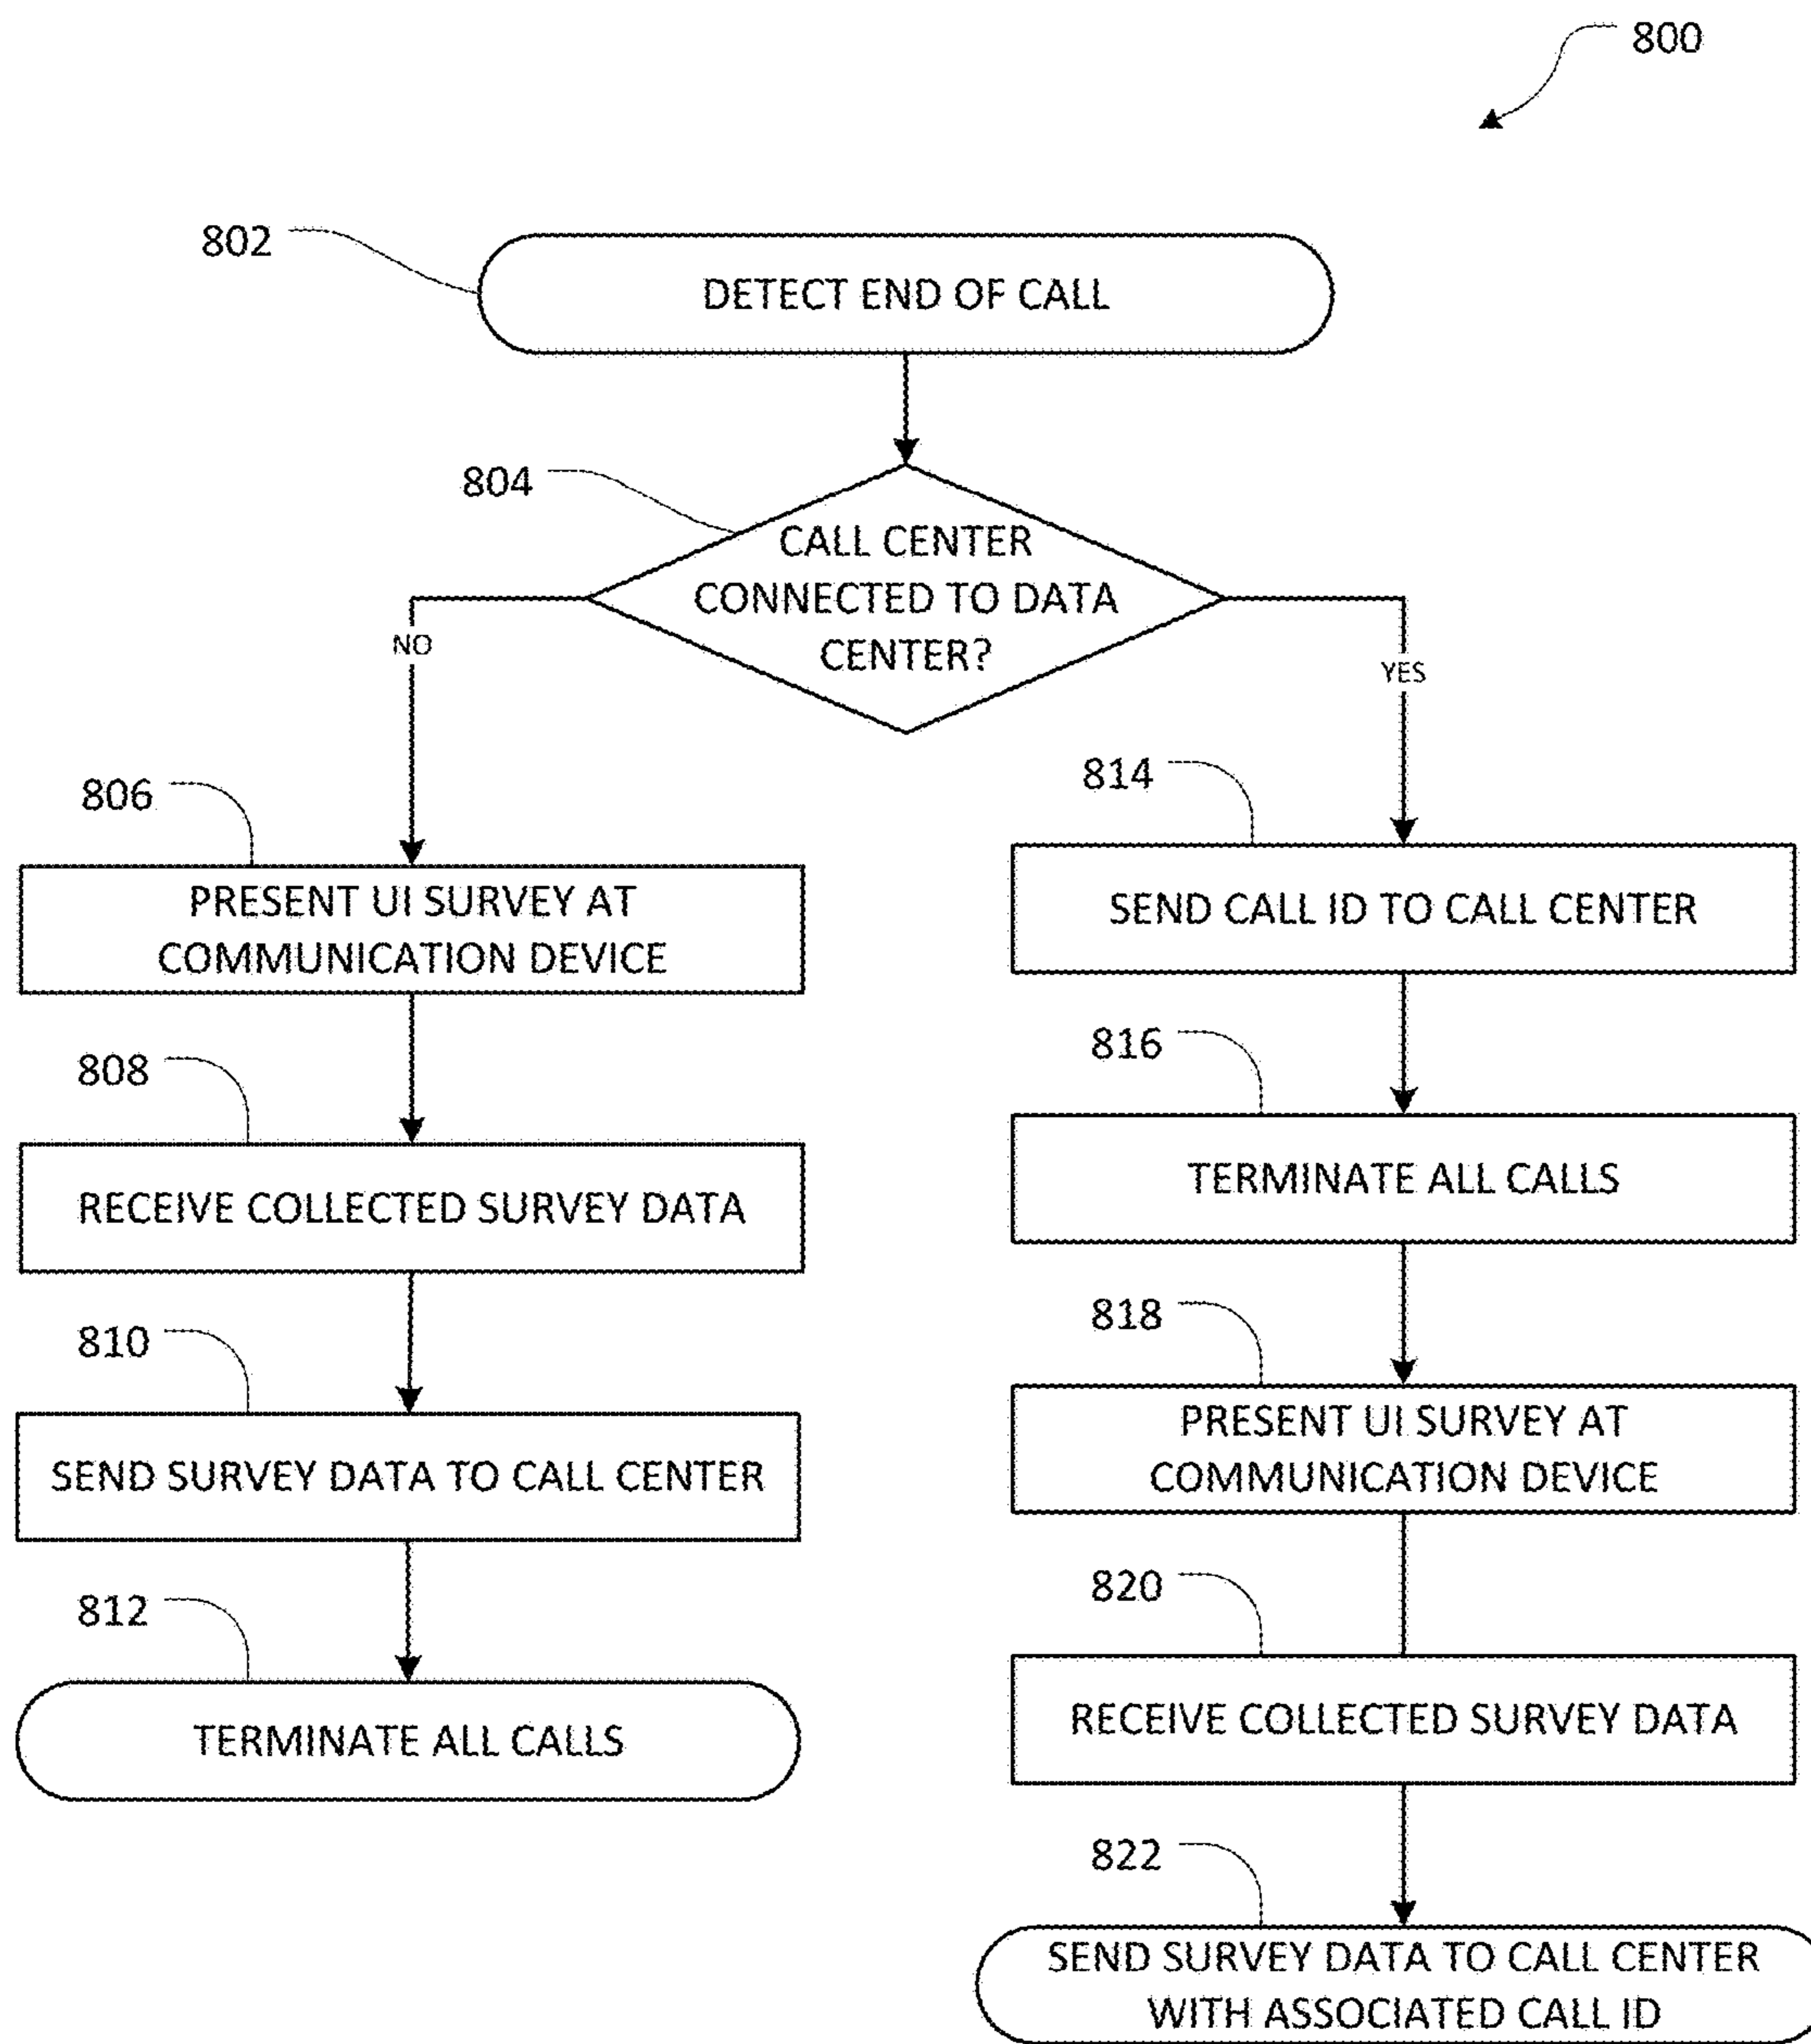 800
802
DETECT END OF CALL
804
CALL CENTER
CONNECTED TO DATA
CENTER?
NO
YES
806
PRESENT UI SURVEY AT
COMMUNICATION DEVICE
808
RECEIVE COLLECTED SURVEY DATA
810
SEND SURVEY DATA TO CALL CENTER
812
TERMINATE ALL CALLS
814
SEND CALL ID TO CALL CENTER
816
TERMINATE ALL CALLS
818
PRESENT UI SURVEY AT
COMMUNICATION DEVICE
820
RECEIVE COLLECTED SURVEY DATA
822
SEND SURVEY DATA TO CALL CENTER
WITH ASSOCIATED CALL ID